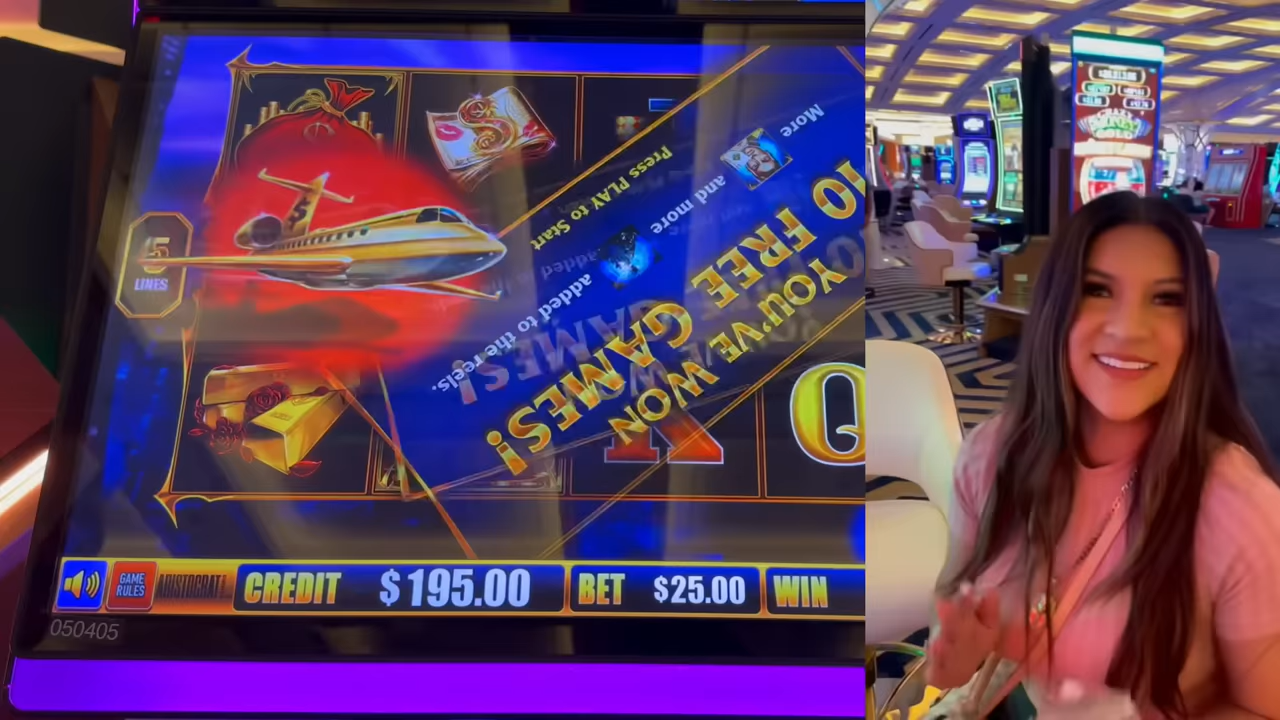 5
LINES
YOU'VE WON
10 FREE GAMES!
More and more added to the reels.
Press PLAY to Start
Q
GAME
RULES
ARISTOCRAT
CREDIT $195.00
BET $25.00
WIN
050405